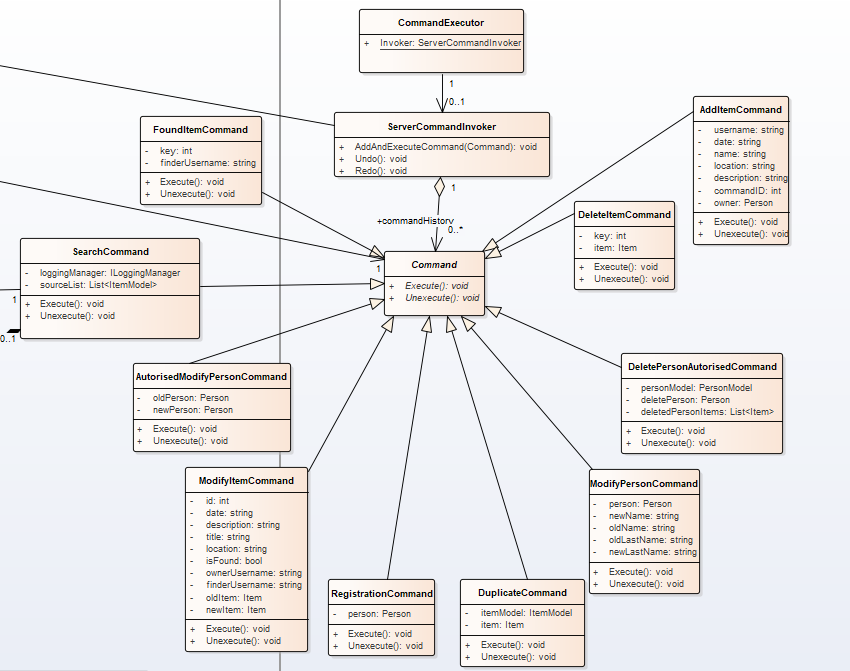 CommandExecutor
+ Invoker: ServerCommandInvoker
1
0..1
ServerCommandInvoker
+ AddAndExecuteCommand(Command): void
+ Undo(): void
+ Redo(): void
1
+commandHistory
0..*
FoundItemCommand
- key: int
- finderUsername: string
+ Execute(): void
+ Unexecute(): void
AddItemCommand
- username: string
- date: string
- name: string
- location: string
- description: string
- commandID: int
- owner: Person
+ Execute(): void
+ Unexecute(): void
DeleteItemCommand
- key: int
- item: Item
+ Execute(): void
+ Unexecute(): void
SearchCommand
- loggingManager: ILoggingManager
- sourceList: List<ItemModel>
+ Execute(): void
+ Unexecute(): void
1
0..1
1
Command
+ Execute(): void
+ Unexecute(): void
AutorisedModifyPersonCommand
- oldPerson: Person
- newPerson: Person
+ Execute(): void
+ Unexecute(): void
DeletePersonAutorisedCommand
- personModel: PersonModel
- deletePerson: Person
- deletedPersonItems: List<Item>
+ Execute(): void
+ Unexecute(): void
ModifyItemCommand
- id: int
- date: string
- description: string
- title: string
- location: string
- isFound: bool
- ownerUsername: string
- finderUsername: string
- oldItem: Item
- newItem: Item
+ Execute(): void
+ Unexecute(): void
ModifyPersonCommand
- person: Person
- newName: string
- oldName: string
- oldLastName: string
- newLastName: string
+ Execute(): void
+ Unexecute(): void
RegistrationCommand
- person: Person
+ Execute(): void
+ Unexecute(): void
DuplicateCommand
- itemModel: ItemModel
- item: Item
+ Execute(): void
+ Unexecute(): void